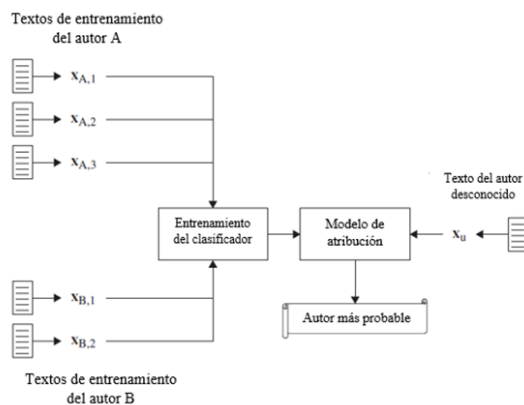 Textos de entrenamiento
del autor A
x_A,1
x_A,2
x_A,3
Texto del autor
desconocido
Entrenamiento
del clasificador
Modelo de
atribución
x_u
x_B,1
Autor más probable
x_B,2
Textos de entrenamiento
del autor B